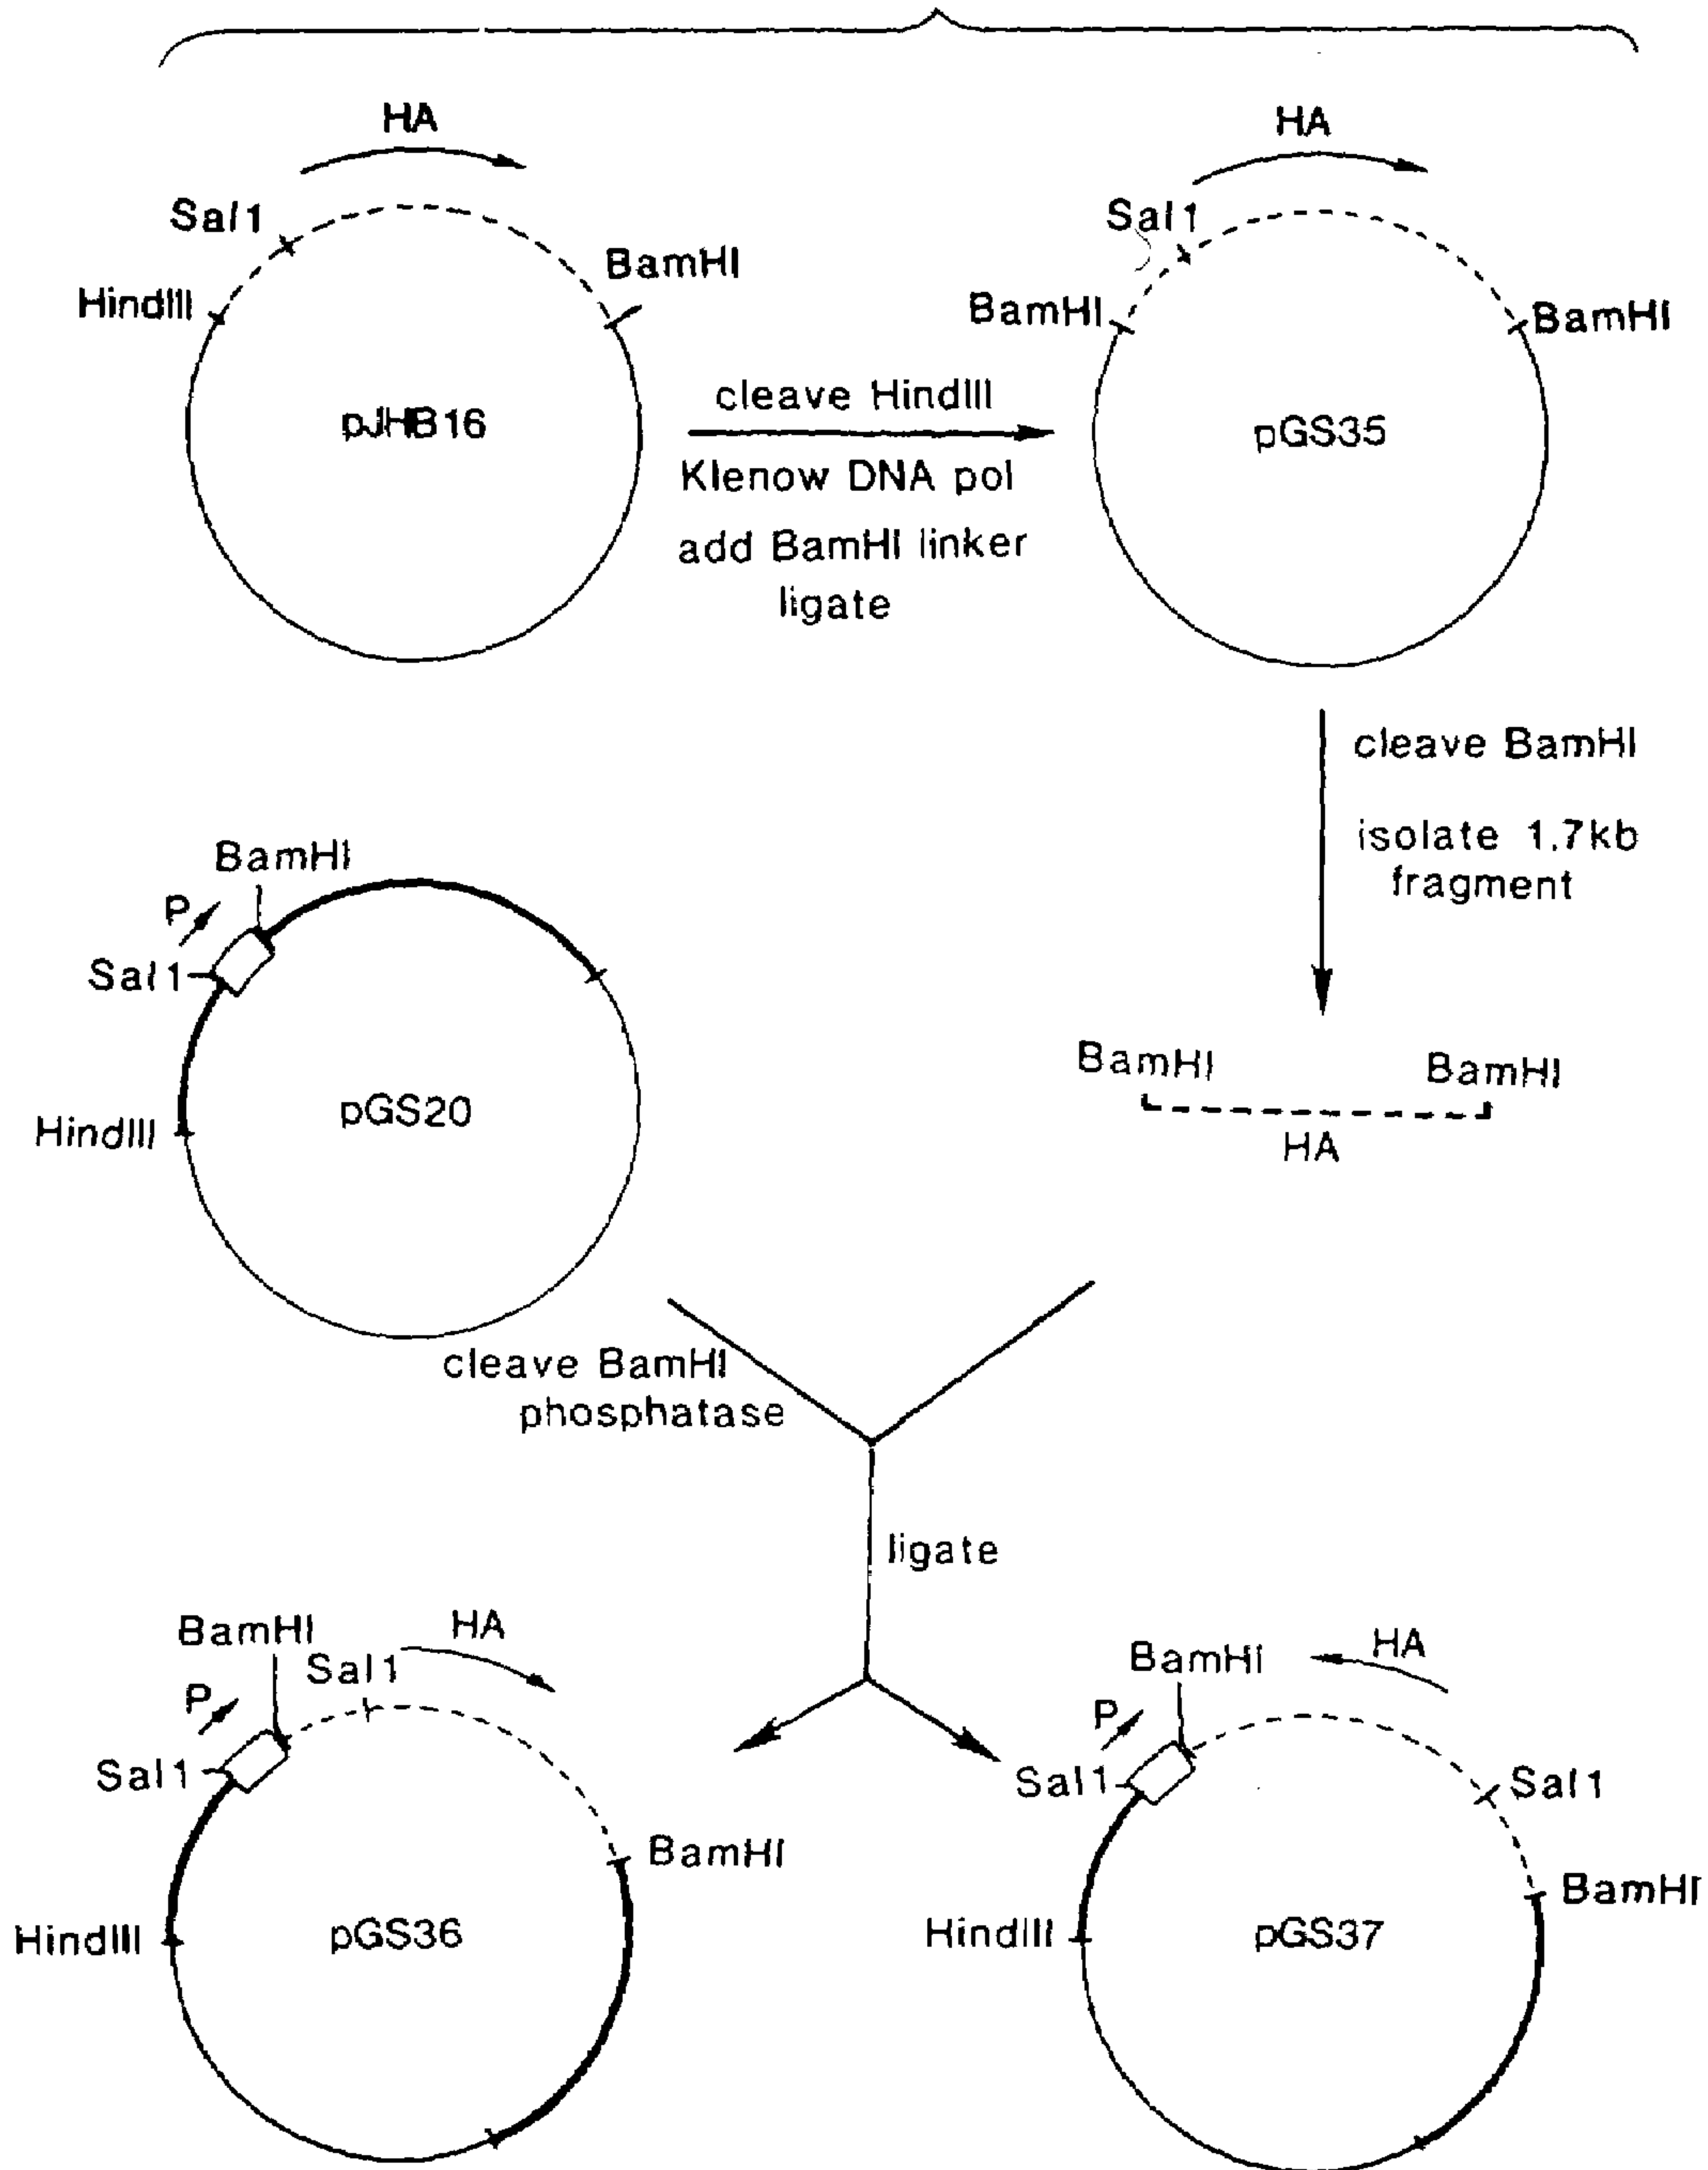 HA
Sal1
BamHI
HindIII
pJHB16
cleave HindIII
Klenow DNA pol
add BamHI linker
ligate
HA
Sal1
BamHI
BamHI
pGS35
cleave BamHI
isolate 1.7kb
fragment
BamHI
P
Sal1
HindIII
pGS20
BamHI
BamHI
HA
cleave BamHI
phosphatase
ligate
BamHI
HA
Sal1
P
Sal1
BamHI
HindIII
pGS36
BamHI
HA
P
Sal1
Sal1
BamHI
HindIII
pGS37